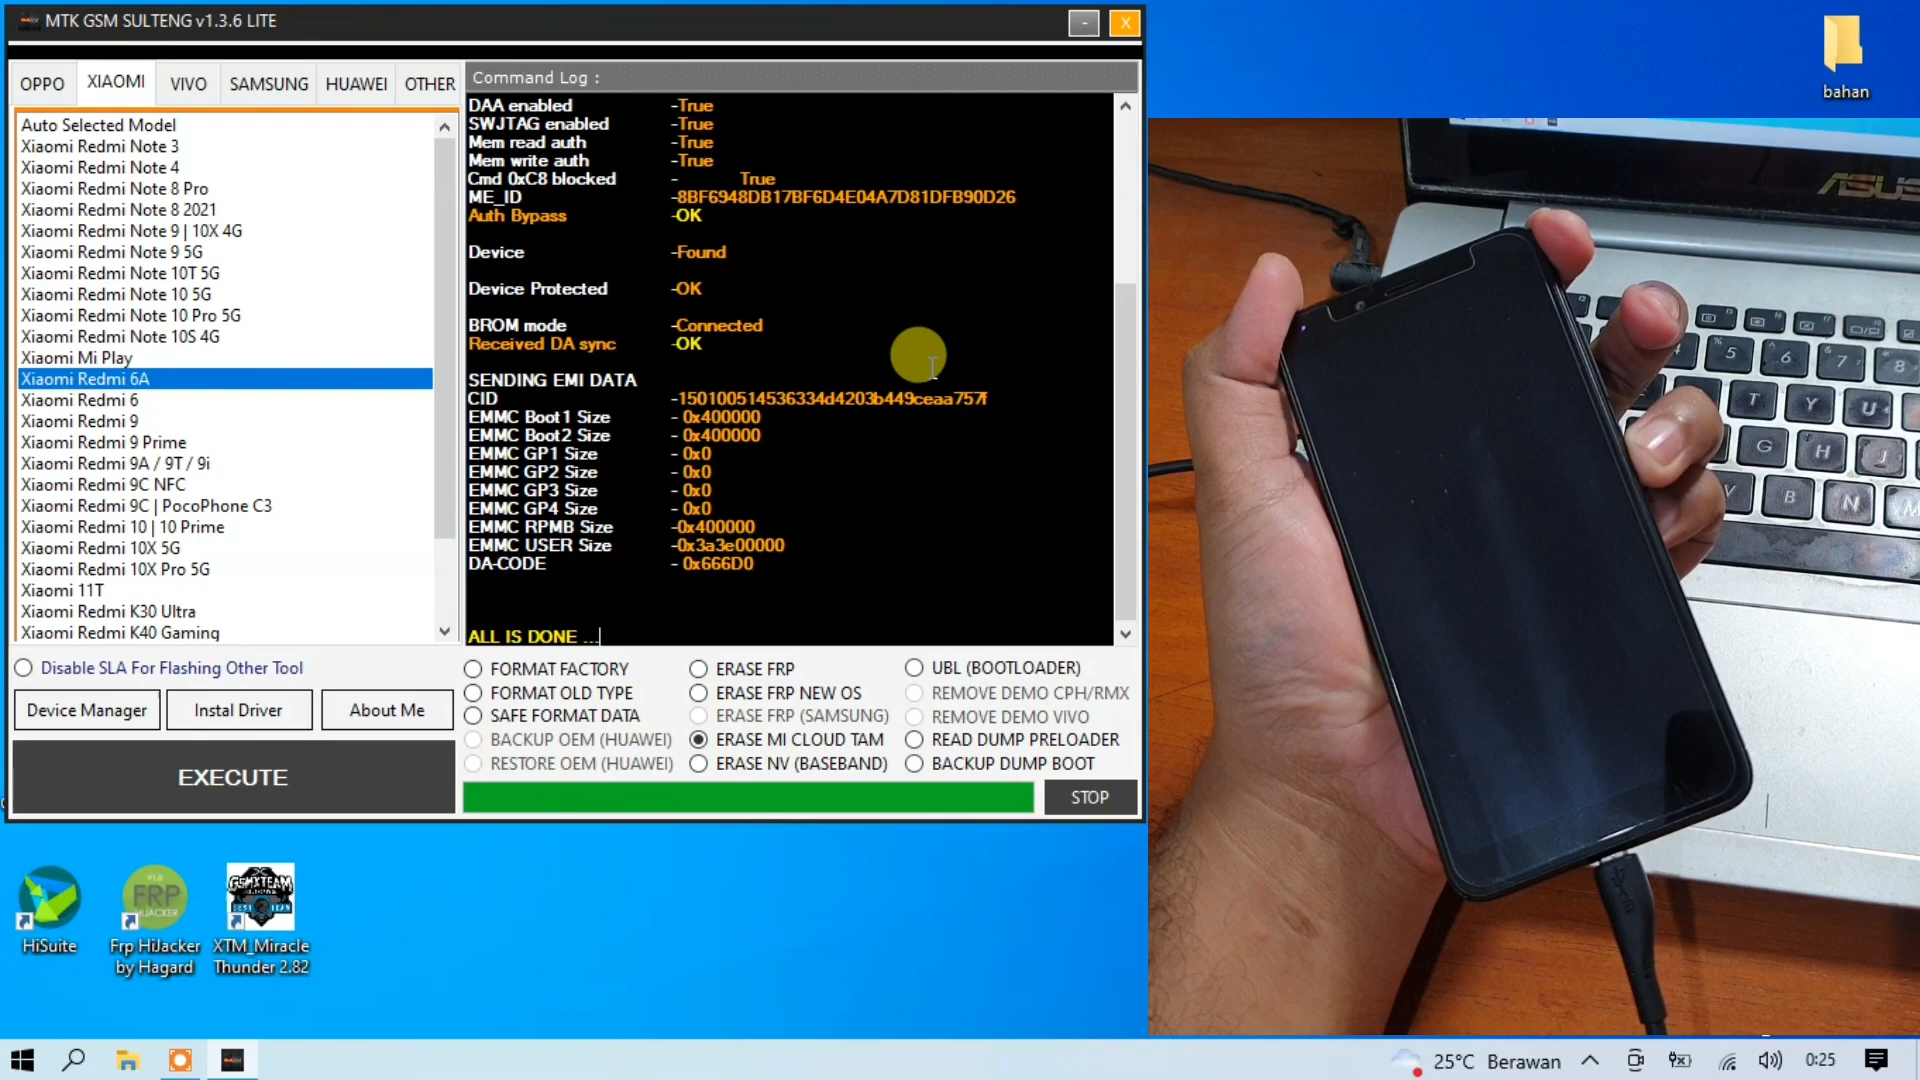 MTK GSM SULTENG v1.3.6 LITE
-
X
OPPO
XIAOMI
VIVO
SAMSUNG
HUAWEI
OTHER
Auto Selected Model
Xiaomi Redmi Note 3
Xiaomi Redmi Note 4
Xiaomi Redmi Note 8 Pro
Xiaomi Redmi Note 8 2021
Xiaomi Redmi Note 9 | 10X 4G
Xiaomi Redmi Note 9 5G
Xiaomi Redmi Note 10T 5G
Xiaomi Redmi Note 10 5G
Xiaomi Redmi Note 10 Pro 5G
Xiaomi Redmi Note 10S 4G
Xiaomi Mi Play
Xiaomi Redmi 6A
Xiaomi Redmi 6
Xiaomi Redmi 9
Xiaomi Redmi 9 Prime
Xiaomi Redmi 9A / 9T / 9i
Xiaomi Redmi 9C NFC
Xiaomi Redmi 9C | PocoPhone C3
Xiaomi Redmi 10 | 10 Prime
Xiaomi Redmi 10X 5G
Xiaomi Redmi 10X Pro 5G
Xiaomi 11T
Xiaomi Redmi K30 Ultra
Xiaomi Redmi K40 Gaming
Command Log :
DAA enabled -True
SWJTAG enabled -True
Mem read auth -True
Mem write auth -True
Cmd 0xC8 blocked - True
ME_ID -8BF6948DB17BF6D4E04A7D81DFB90D26
Auth Bypass -OK
Device -Found
Device Protected -OK
BROM mode -Connected
Received DA sync -OK
SENDING EMI DATA
CID -150100514536334d4203b449ceaa757f
EMMC Boot1 Size - 0x400000
EMMC Boot2 Size - 0x400000
EMMC GP1 Size - 0x0
EMMC GP2 Size - 0x0
EMMC GP3 Size - 0x0
EMMC GP4 Size - 0x0
EMMC RPMB Size -0x400000
EMMC USER Size -0x3a3e00000
DA-CODE - 0x666D0
ALL IS DONE ...
Disable SLA For Flashing Other Tool
Device Manager
Instal Driver
About Me
EXECUTE
FORMAT FACTORY
FORMAT OLD TYPE
SAFE FORMAT DATA
BACKUP OEM (HUAWEI)
RESTORE OEM (HUAWEI)
ERASE FRP
ERASE FRP NEW OS
ERASE FRP (SAMSUNG)
ERASE MI CLOUD TAM
ERASE NV (BASEBAND)
UBL (BOOTLOADER)
REMOVE DEMO CPH/RMX
REMOVE DEMO VIVO
READ DUMP PRELOADER
BACKUP DUMP BOOT
STOP
bahan
ASUS
5
6
7
8
T
Y
U
G
H
J
V
B
N
M
HiSuite
V1.0
FRP
HIJACKER
Frp HiJacker
by Hagard
GSMXTEAM
XTM_Miracle
Thunder 2.82
25°C Berawan
0:25